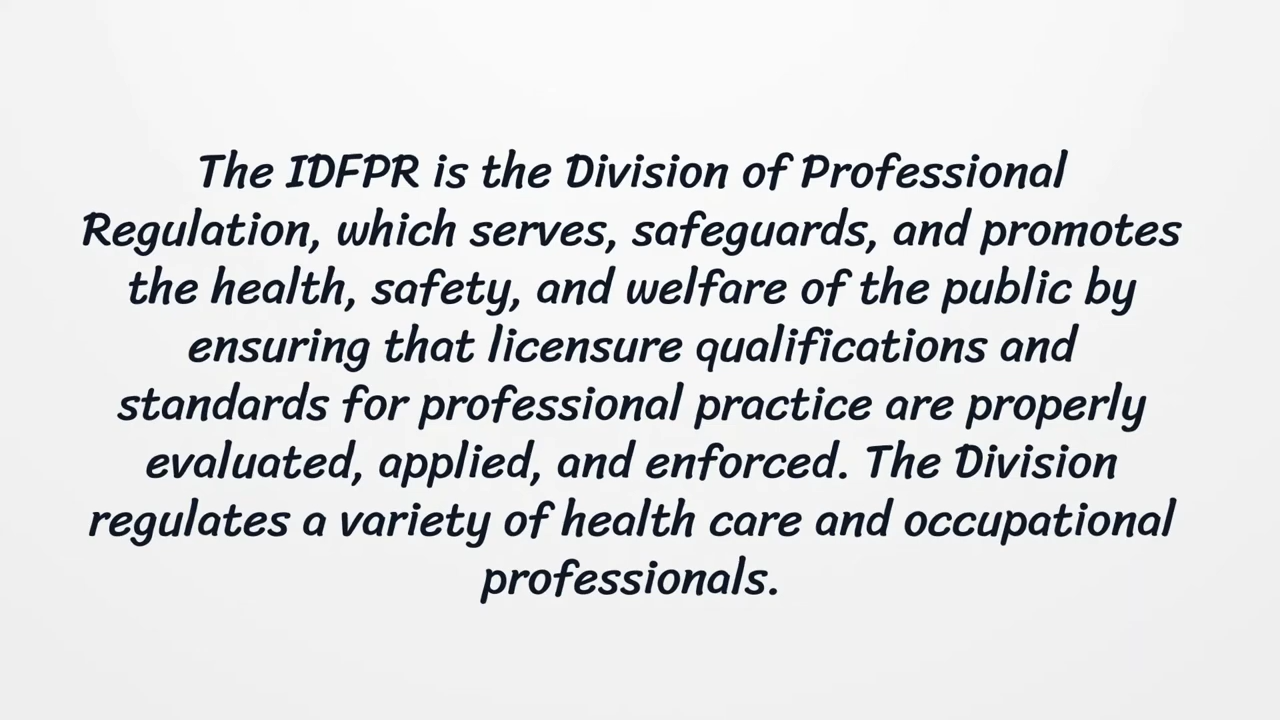 The IDFPR is the Division of Professional
Regulation, which serves, safeguards, and promotes
the health, safety, and welfare of the public by
ensuring that licensure qualifications and
standards for professional practice are properly
evaluated, applied, and enforced. The Division
regulates a variety of health care and occupational
professionals.